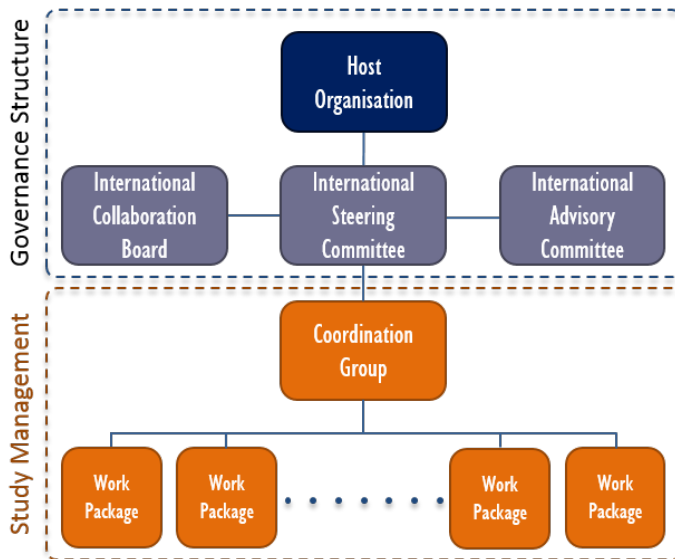 Governance Structure
Host
Organisation
International
Collaboration
Board
International
Steering
Committee
International
Advisory
Committee
Study Management
Coordination
Group
Work
Package
Work
Package
Work
Package
Work
Package